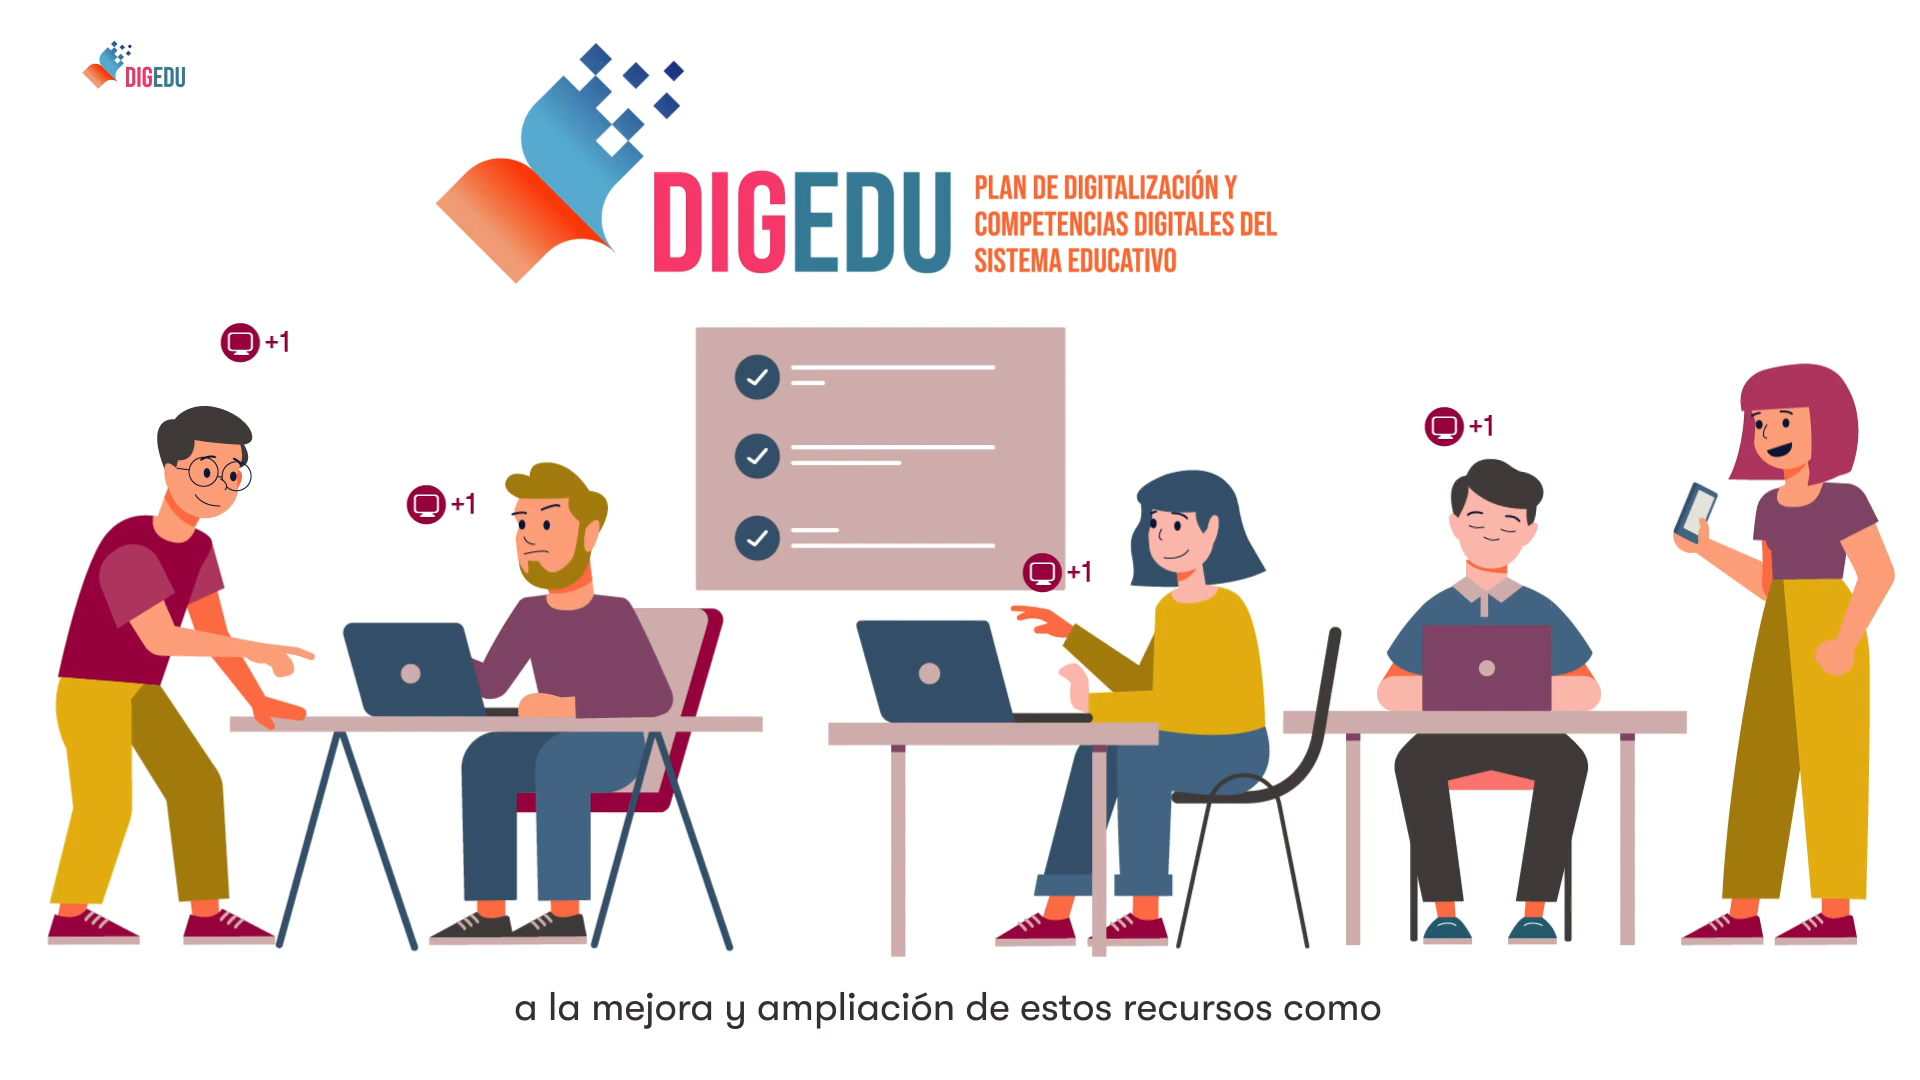 DIGEDU
DIGEDU
PLAN DE DIGITALIZACIÓN Y
COMPETENCIAS DIGITALES DEL
SISTEMA EDUCATIVO
+1
+1
+1
+1
a la mejora y ampliación de estos recursos como